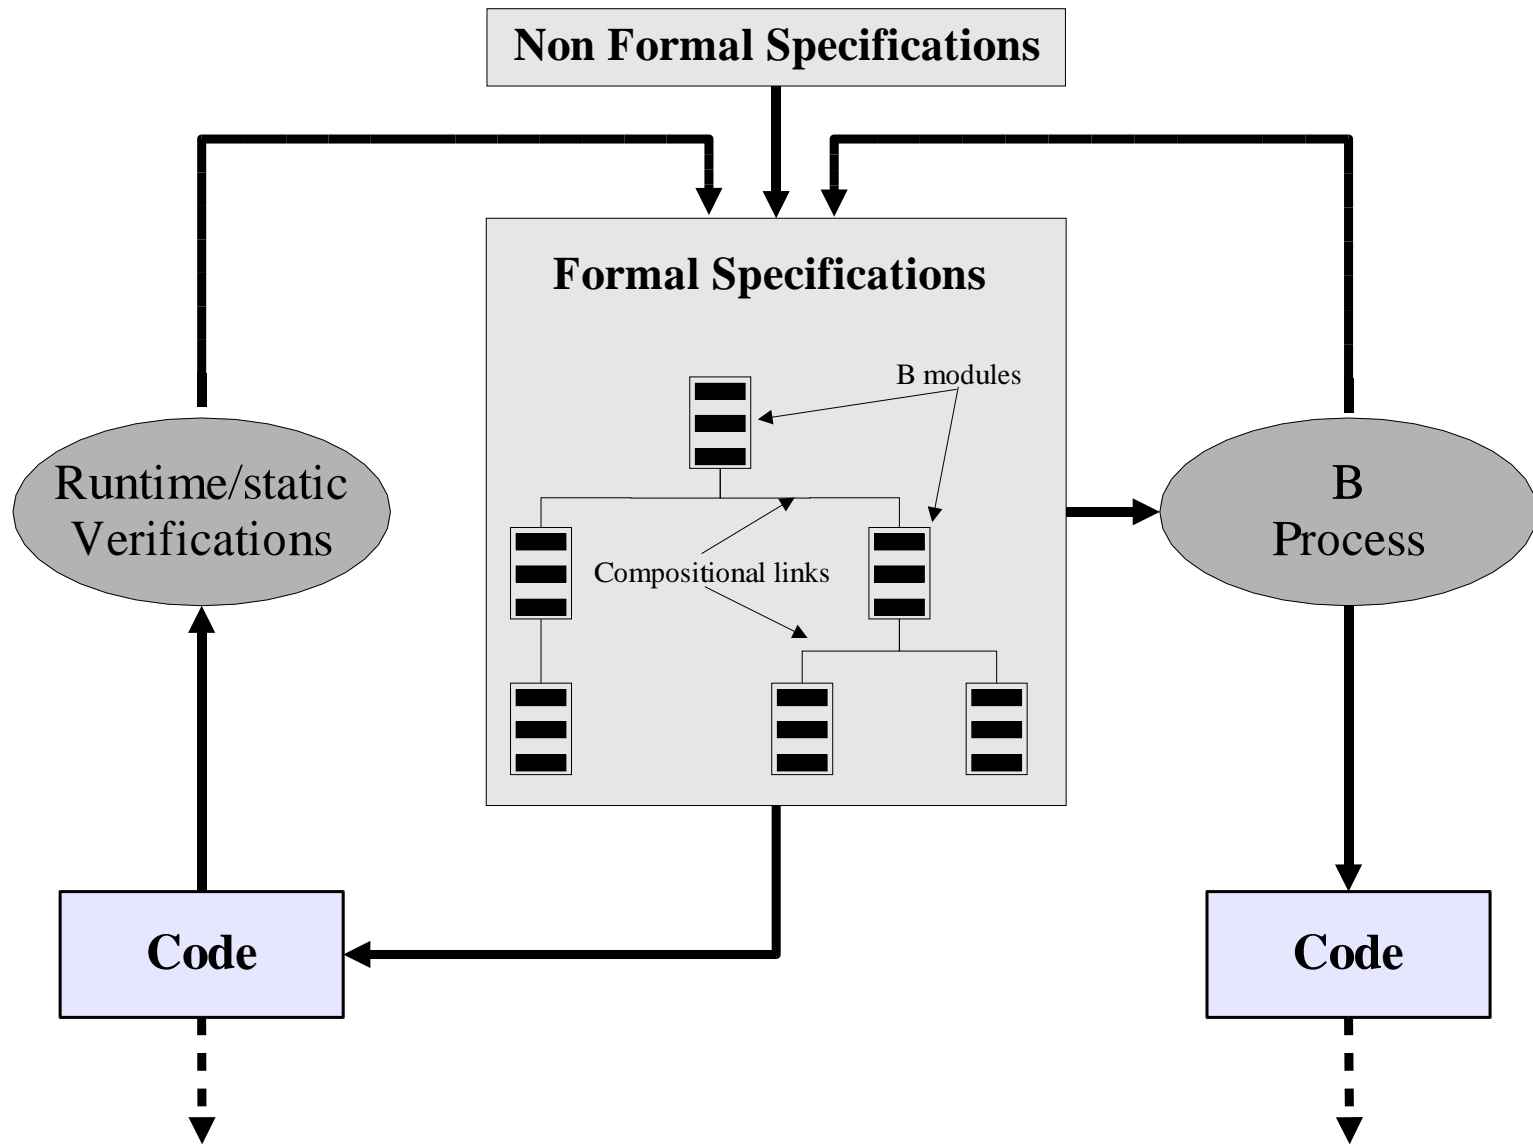 Non Formal Specifications
Formal Specifications
B modules
Runtime/static
Verifications
B
Process
Compositional links
Code
Code